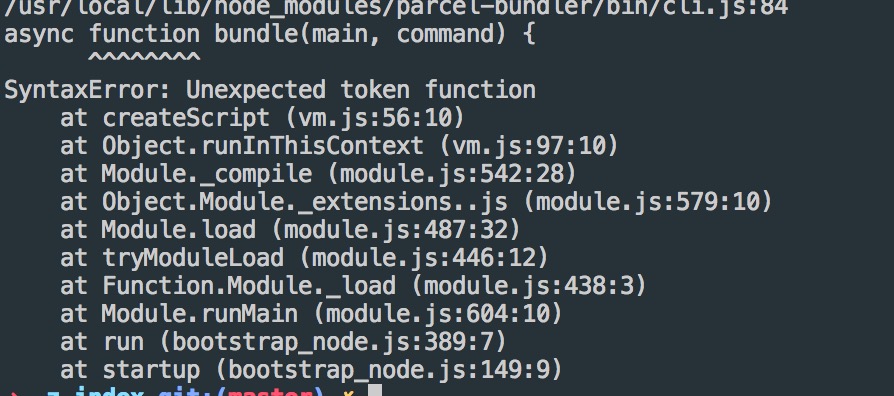 /usr/local/lib/node_modules/parcel-bundler/bin/cli.js:84
async function bundle(main, command) {
      ^^^^^^^^
SyntaxError: Unexpected token function
    at createScript (vm.js:56:10)
    at Object.runInThisContext (vm.js:97:10)
    at Module._compile (module.js:542:28)
    at Object.Module._extensions..js (module.js:579:10)
    at Module.load (module.js:487:32)
    at tryModuleLoad (module.js:446:12)
    at Function.Module._load (module.js:438:3)
    at Module.runMain (module.js:604:10)
    at run (bootstrap_node.js:389:7)
    at startup (bootstrap_node.js:149:9)
z-index git:(master) ✗